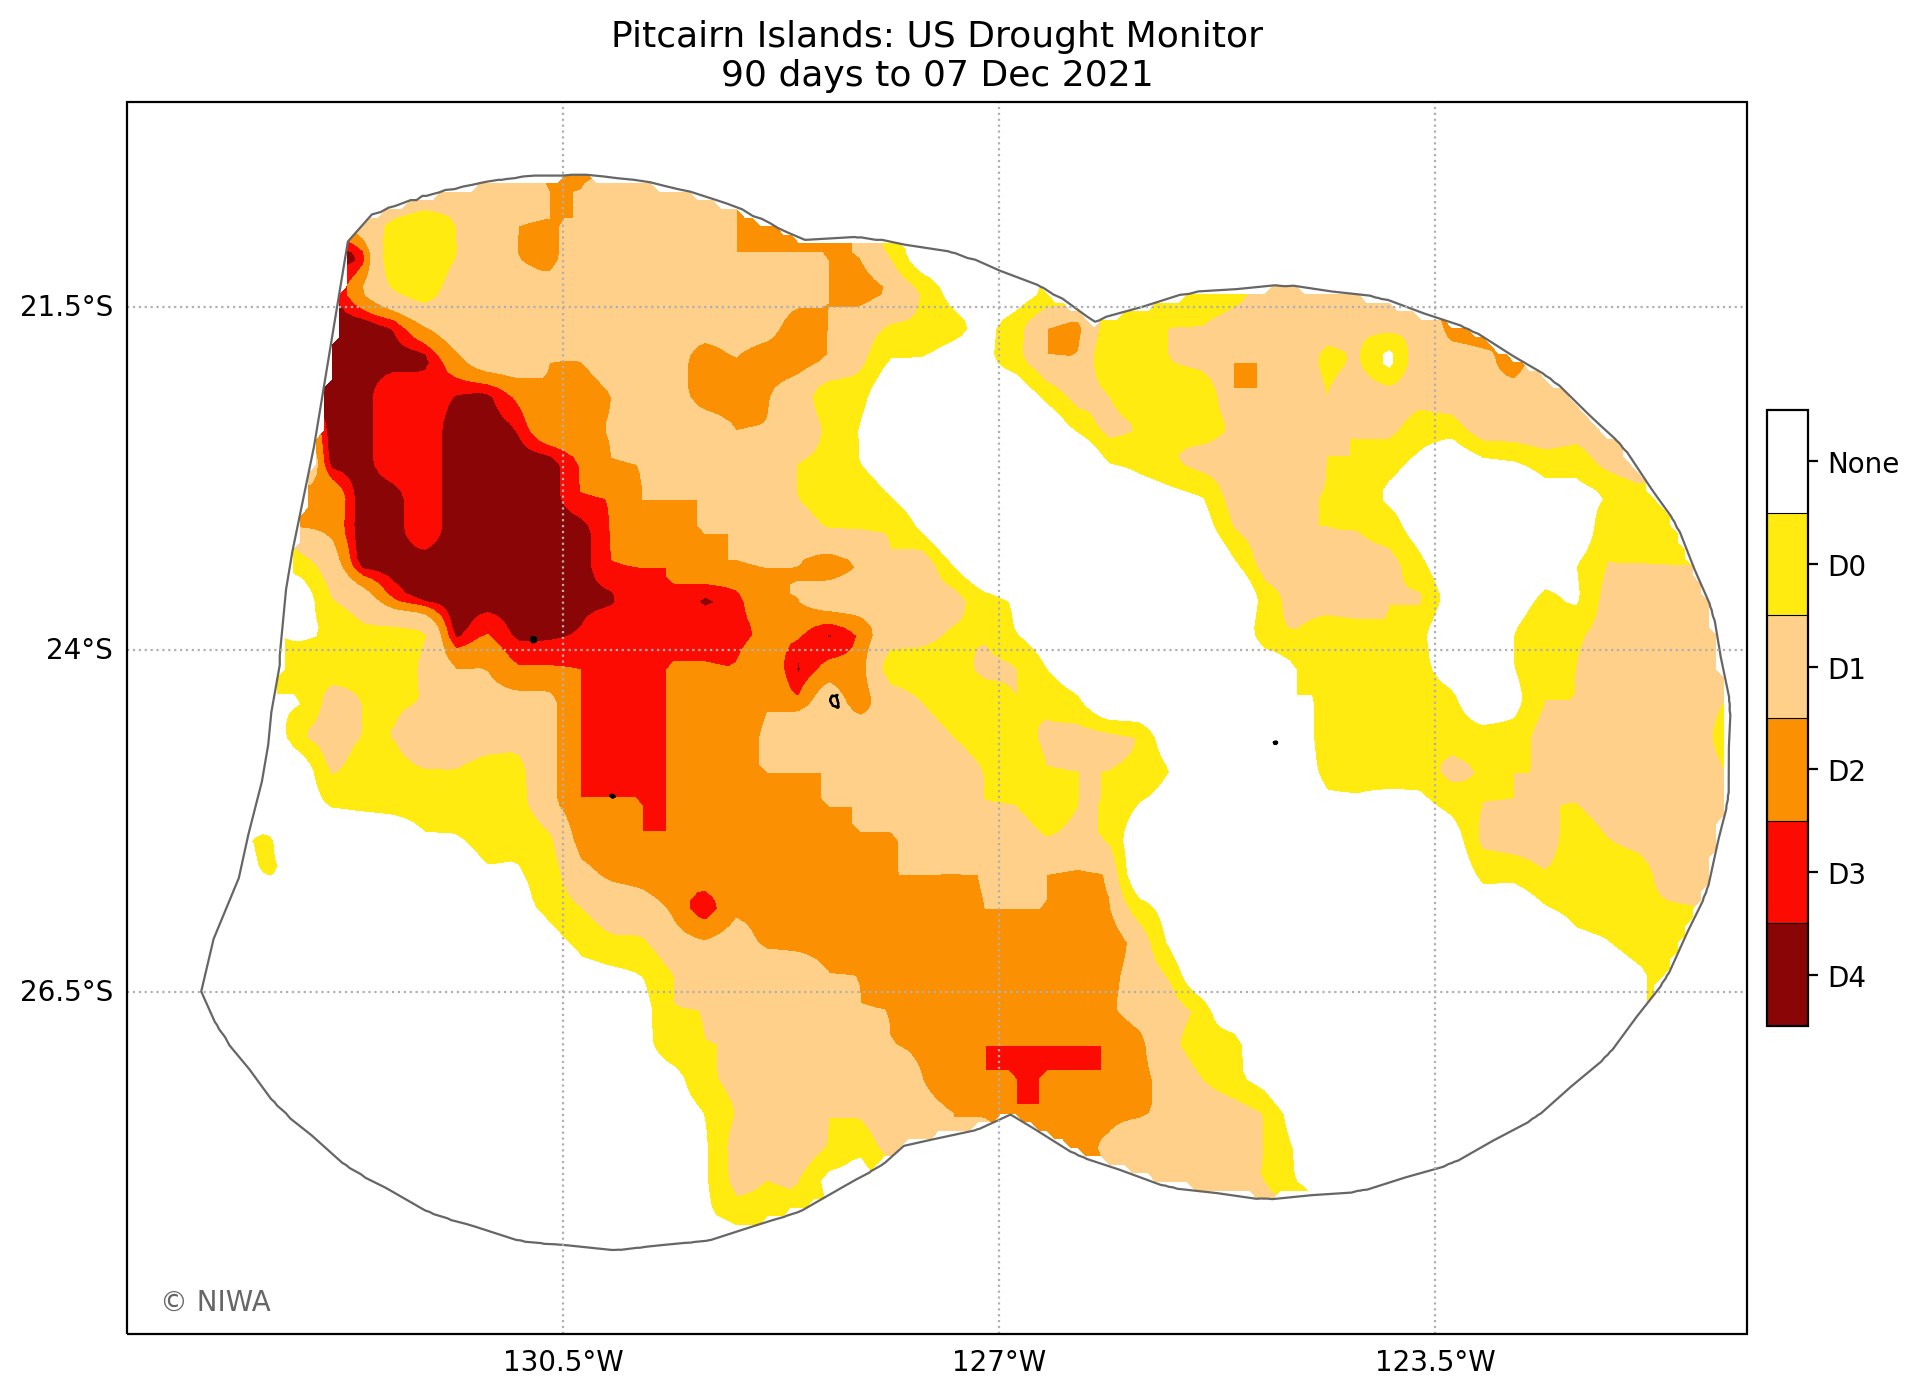 Pitcairn Islands: US Drought Monitor
90 days to 07 Dec 2021
21.5°S
24°S
26.5°S
130.5°W
127°W
123.5°W
None
D0
D1
D2
D3
D4
© NIWA